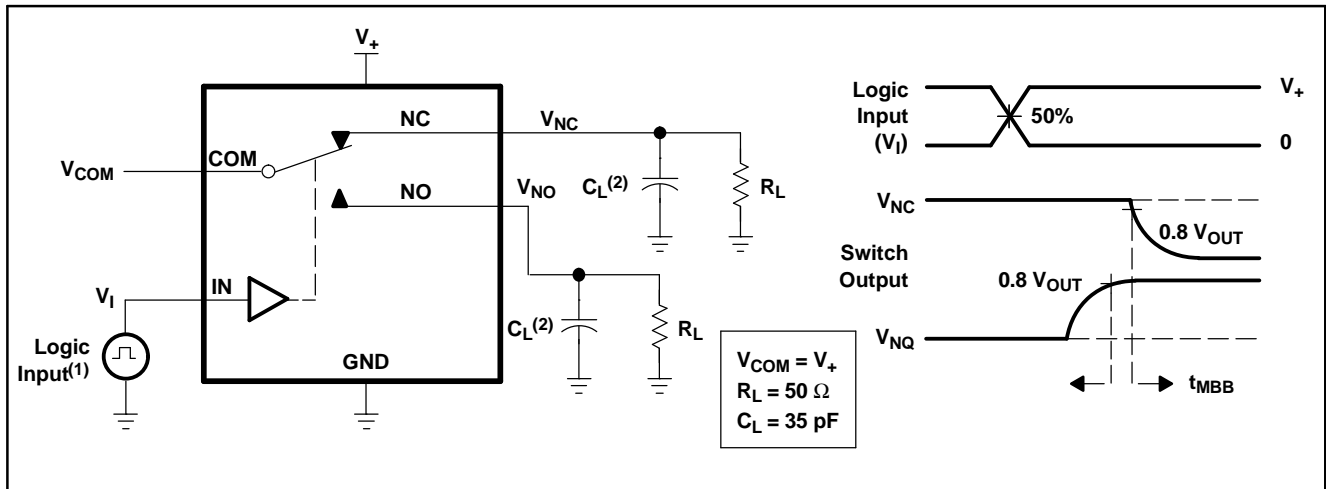 V+
NC
VNC
COM
VCOM
CL(2)
RL
NO
VNO
IN
VI
CL(2)
RL
Logic
Input(1)
GND
VCOM = V+
RL = 50 Ω
CL = 35 pF
Logic
Input
(VI)
50%
V+
0
VNC
0.8 VOUT
Switch
Output
0.8 VOUT
VNQ
tMBB